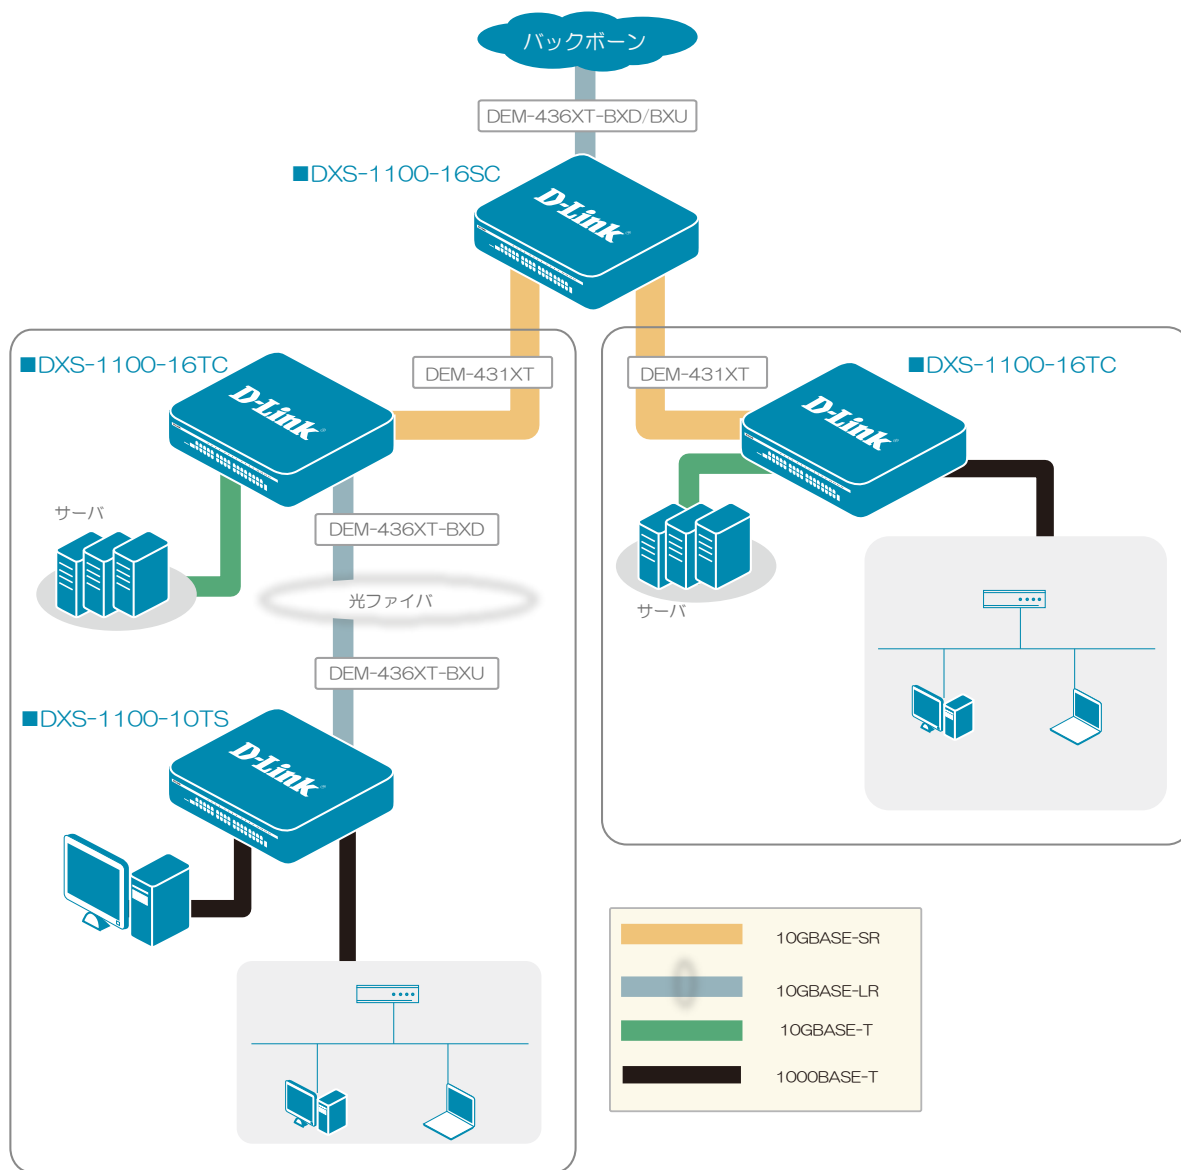 バックボーン
DEM-436XT-BXD/BXU
■DXS-1100-16SC
D-Link
■DXS-1100-16TC
DEM-431XT
DEM-431XT
■DXS-1100-16TC
D-Link
D-Link
サーバ
DEM-436XT-BXD
光ファイバ
サーバ
DEM-436XT-BXU
■DXS-1100-10TS
D-Link
10GBASE-SR
10GBASE-LR
10GBASE-T
1000BASE-T